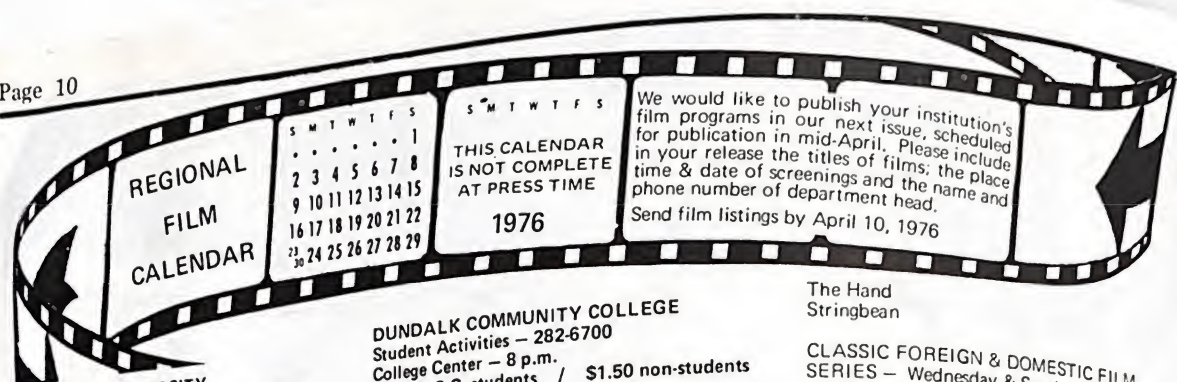 Page 10
REGIONAL
FILM
CALENDAR
S M T W T F S
. . . . . . 1
2 3 4 5 6 7 8
9 10 11 12 13 14 15
16 17 18 19 20 21 22
23/30 24 25 26 27 28 29
S M T W T F S
THIS CALENDAR
IS NOT COMPLETE
AT PRESS TIME
1976
We would like to publish your institution's
film programs in our next issue, scheduled
for publication in mid-April. Please include
in your release the titles of films; the place
time & date of screenings and the name and
phone number of department head.
Send film listings by April 10, 1976
DUNDALK COMMUNITY COLLEGE
Student Activities – 282-6700
College Center – 8 p.m.
students / $1.50 non-students
The Hand
Stringbean
CLASSIC FOREIGN & DOMESTIC FILM
SERIES – Wednesday &